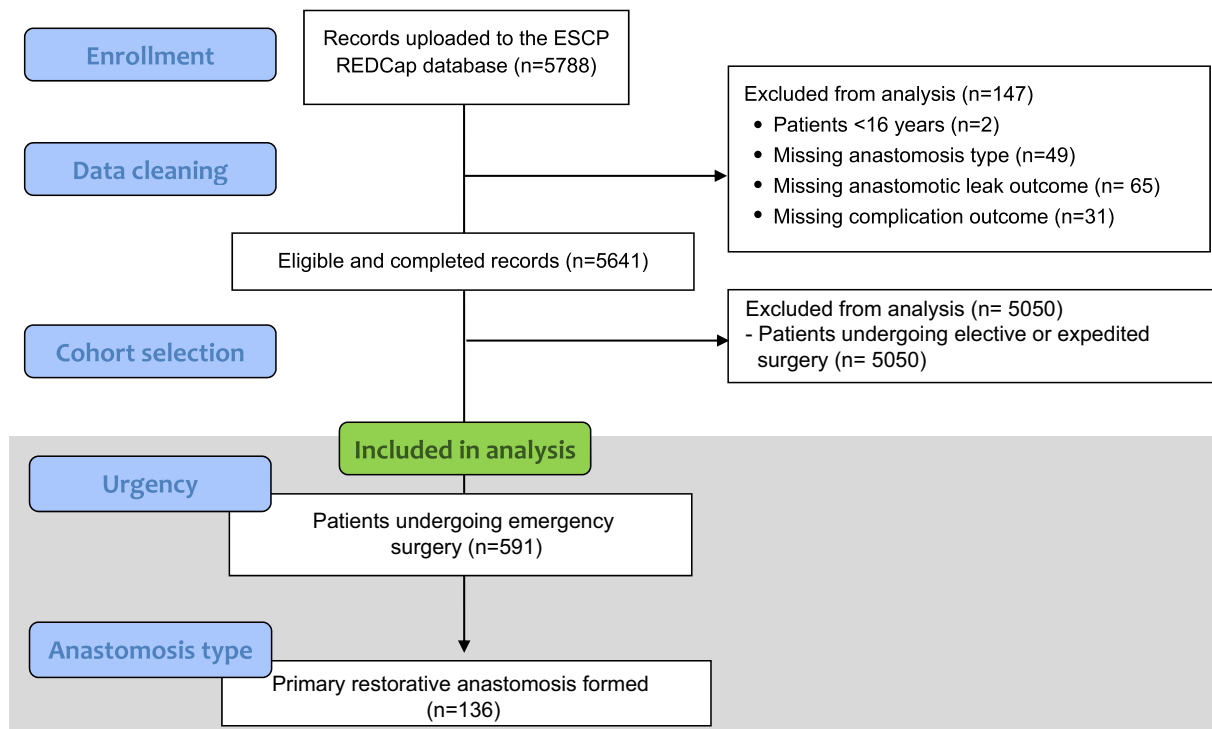 Enrollment
Records uploaded to the ESCP
REDCap database (n=5788)
Data cleaning
Excluded from analysis (n=147)
• Patients <16 years (n=2)
• Missing anastomosis type (n=49)
• Missing anastomotic leak outcome (n= 65)
• Missing complication outcome (n=31)
Eligible and completed records (n=5641)
Cohort selection
Excluded from analysis (n= 5050)
- Patients undergoing elective or expedited
surgery (n= 5050)
Included in analysis
Urgency
Patients undergoing emergency
surgery (n=591)
Anastomosis type
Primary restorative anastomosis formed
(n=136)